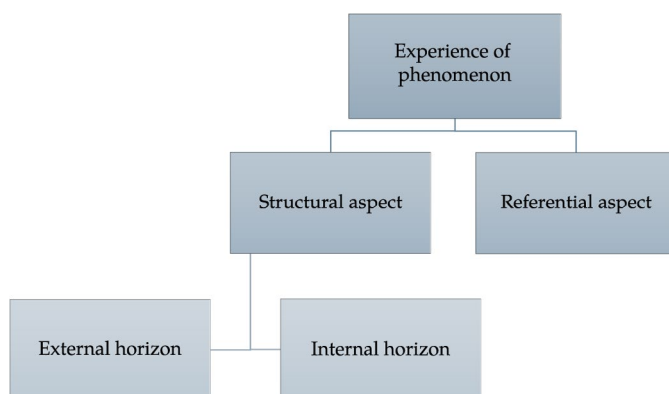 Experience of
phenomenon
Structural aspect
Referential aspect
External horizon
Internal horizon